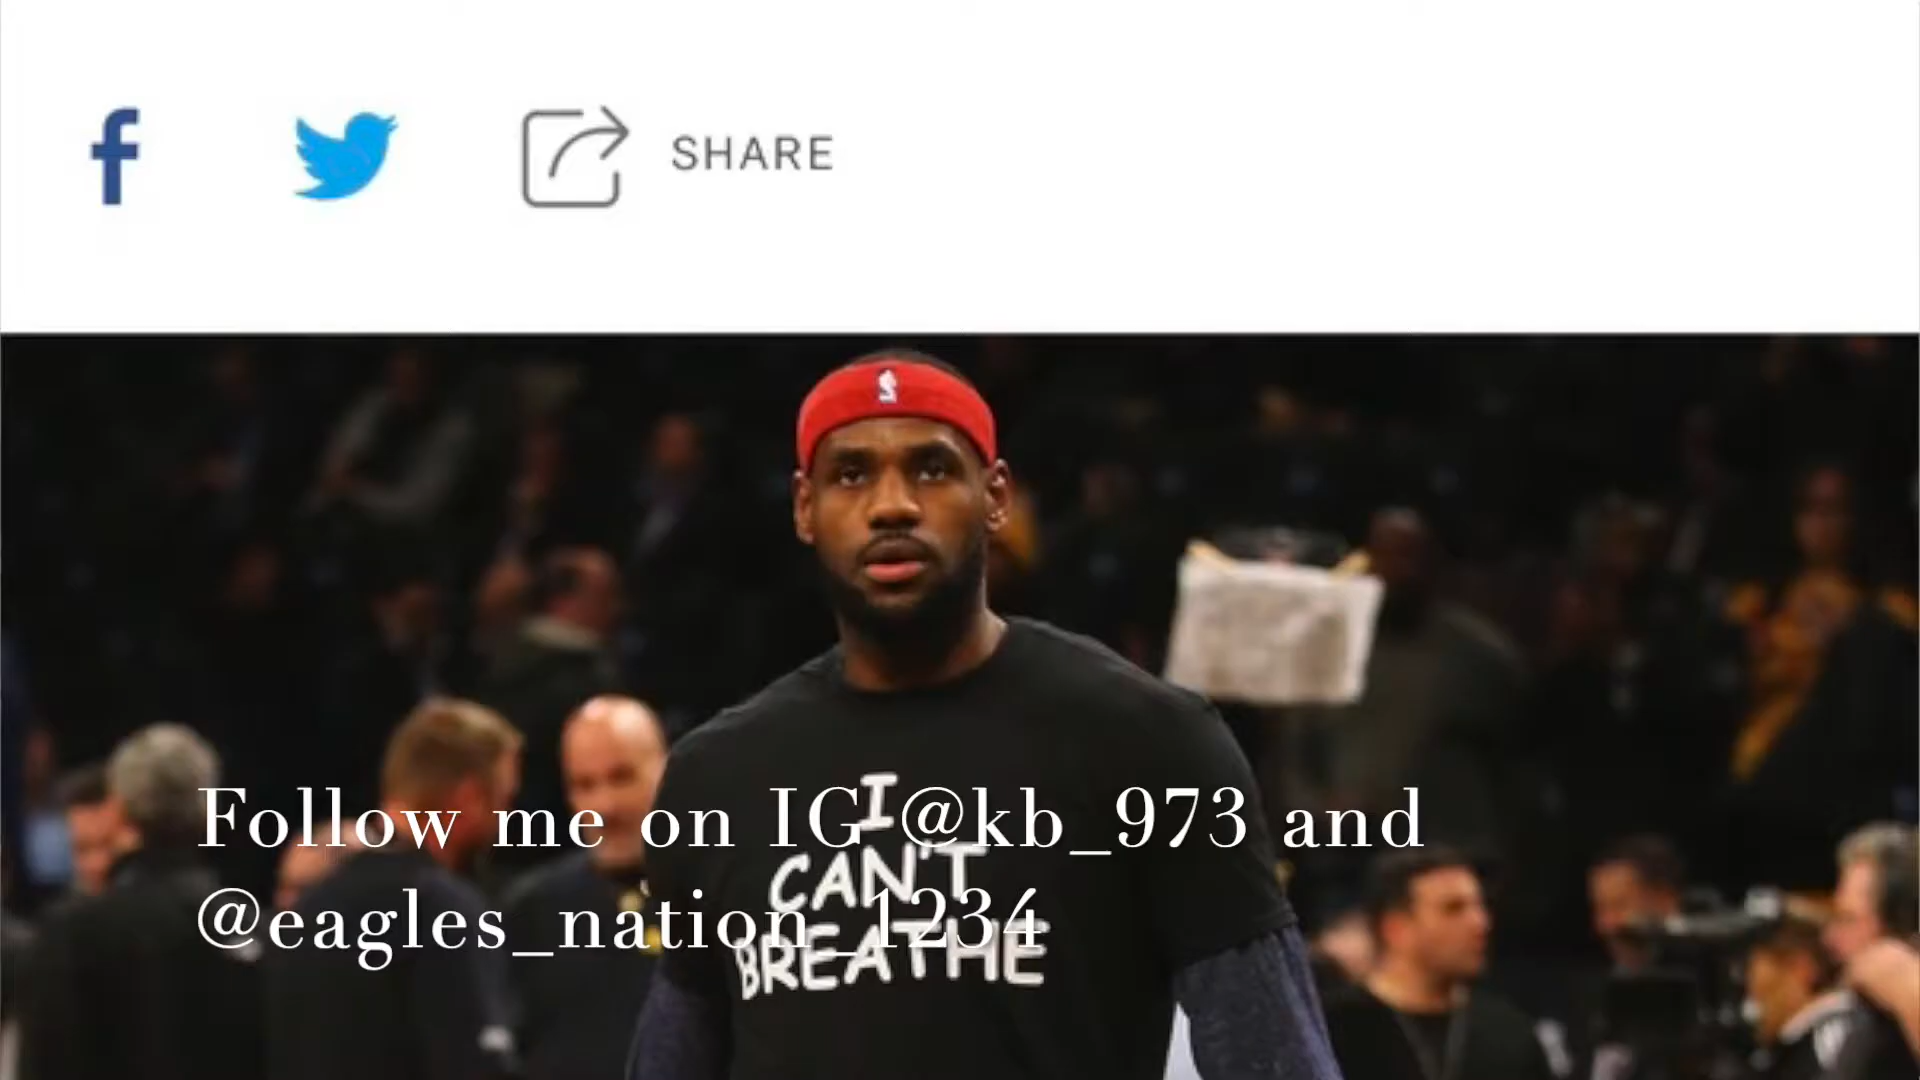 SHARE
Follow me on IG @kb_973 and
@eagles_nation_1234
I
CAN'T
BREATHE